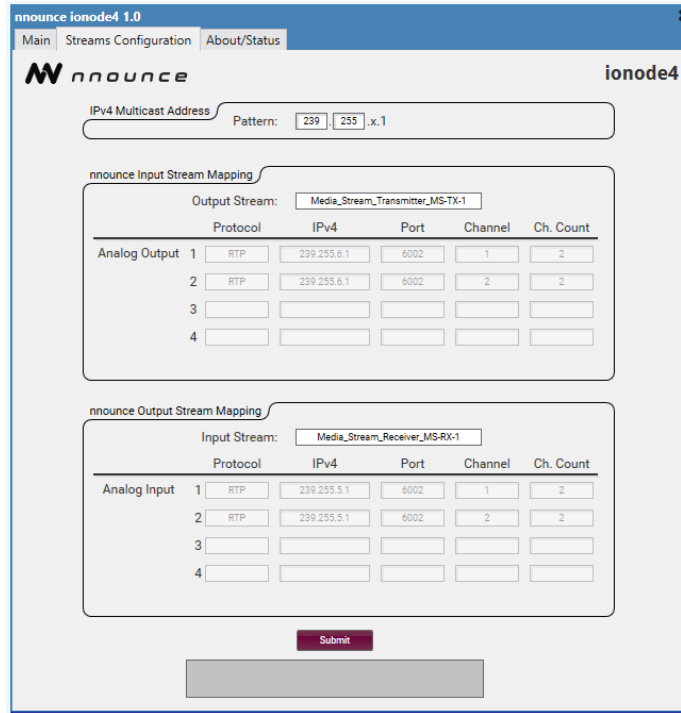 nnounce ionode4 1.0
Main Streams Configuration About/Status
nnounce ionode4
IPv4 Multicast Address
Pattern: 239 . 255 .x.1
nnounce Input Stream Mapping
Output Stream: Media_Stream_Transmitter_MS-TX-1
Protocol IPv4 Port Channel Ch. Count
Analog Output 1 RTP 239.255.6.1 6002 1 2
2 RTP 239.255.6.1 6002 2 2
3
4
nnounce Output Stream Mapping
Input Stream: Media_Stream_Receiver_MS-RX-1
Protocol IPv4 Port Channel Ch. Count
Analog Input 1 RTP 239.255.5.1 6002 1 2
2 RTP 239.255.5.1 6002 2 2
3
4
Submit